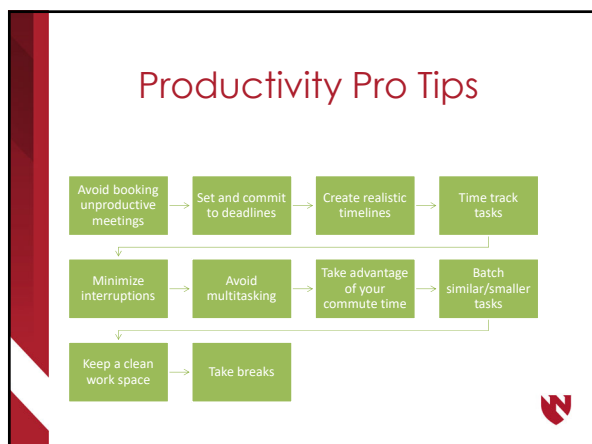 Productivity Pro Tips
Avoid booking
unproductive
meetings
Set and commit
to deadlines
Create realistic
timelines
Time track
tasks
Minimize
interruptions
Avoid
multitasking
Take advantage
of your
commute time
Batch
similar/smaller
tasks
Keep a clean
work space
Take breaks
N